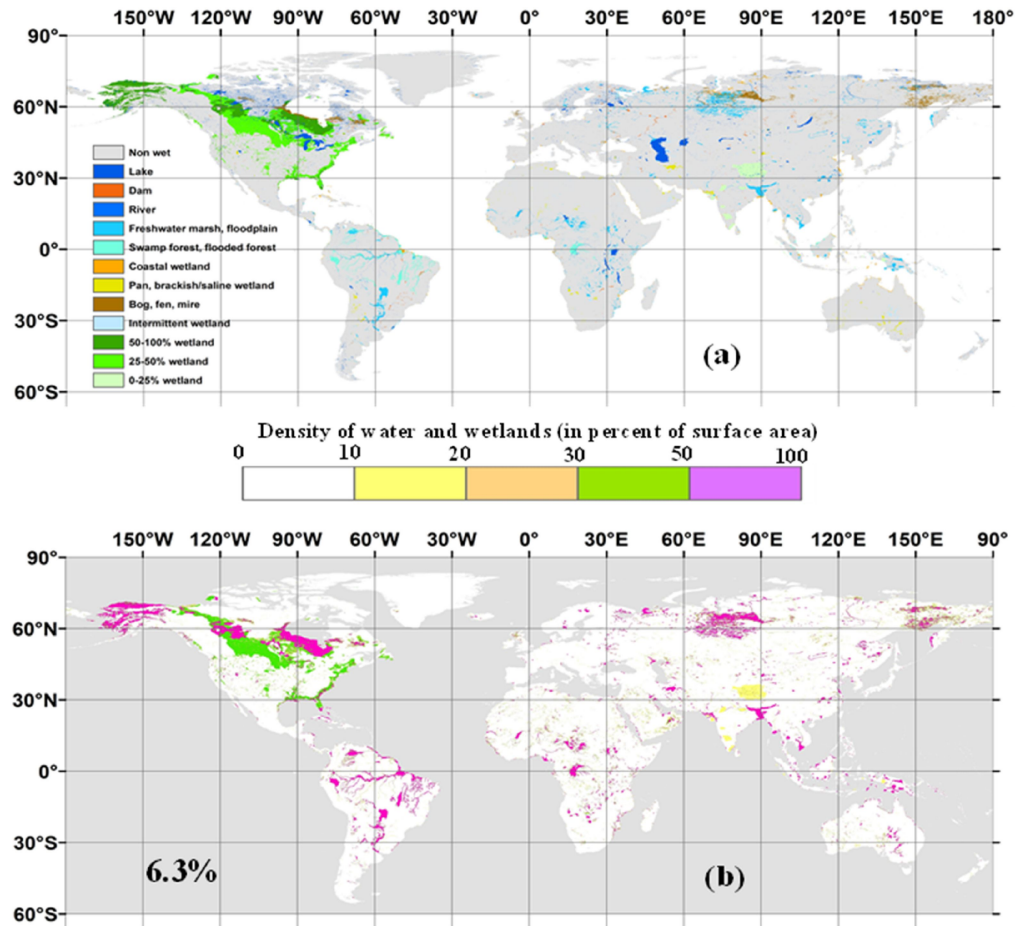 150°W 120°W 90°W 60°W 30°W 0° 30°E 60°E 90°E 120°E 150°E 180°
90°
60°N
30°N
0°
30°S
60°S
Non wet
Lake
Dam
River
Freshwater marsh, floodplain
Swamp forest, flooded forest
Coastal wetland
Pan, brackish/saline wetland
Bog, fen, mire
Intermittent wetland
50-100% wetland
25-50% wetland
0-25% wetland
(a)
Density of water and wetlands (in percent of surface area)
0 10 20 30 50 100
150°W 120°W 90°W 60°W 30°W 0° 30°E 60°E 90°E 120°E 150°E 90°
90°
60°N
30°N
0°
30°S
60°S
6.3%
(b)